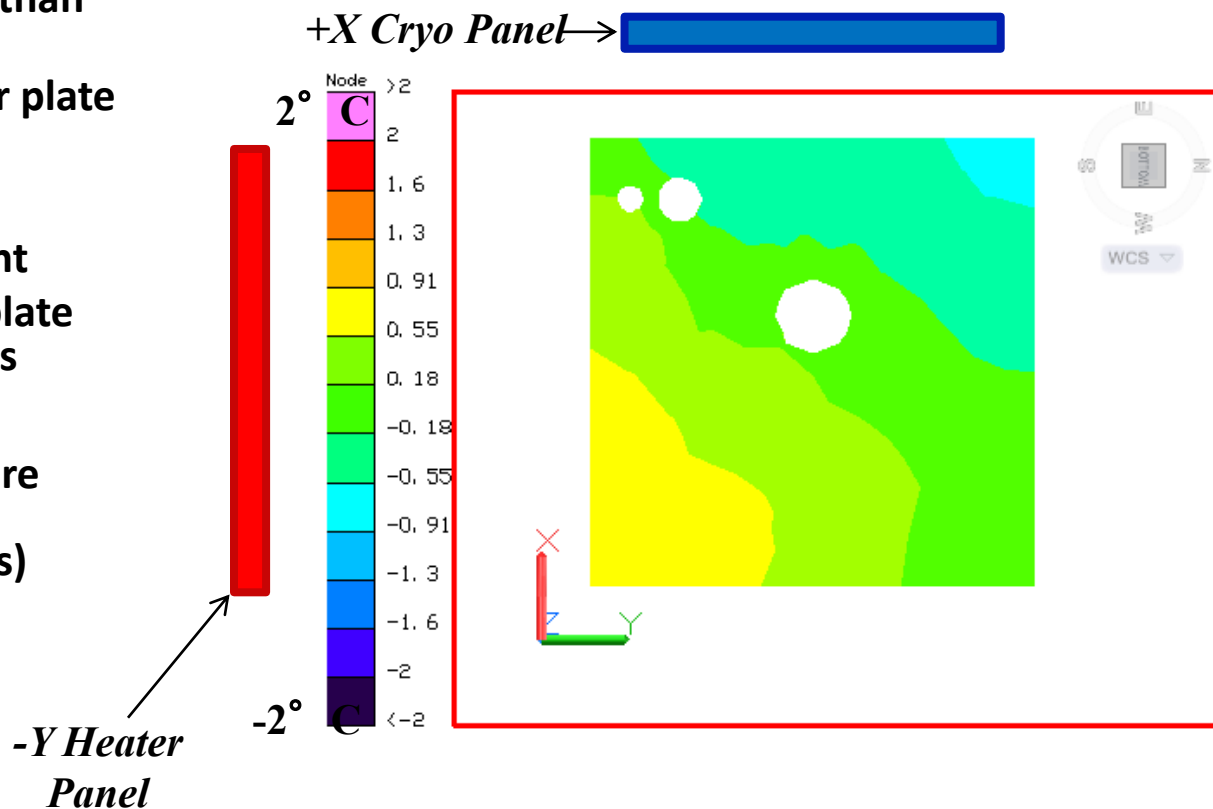 than
r plate
nt
plate
s
re
s)
+X Cryo Panel
-Y Heater
Panel
2° C
-2° C
Node
>2
2
1.6
1.3
0.91
0.55
0.18
-0.18
-0.55
-0.91
-1.3
-1.6
-2
<-2
X
Z
Y
E
S
BOTTOM
N
W
WCS